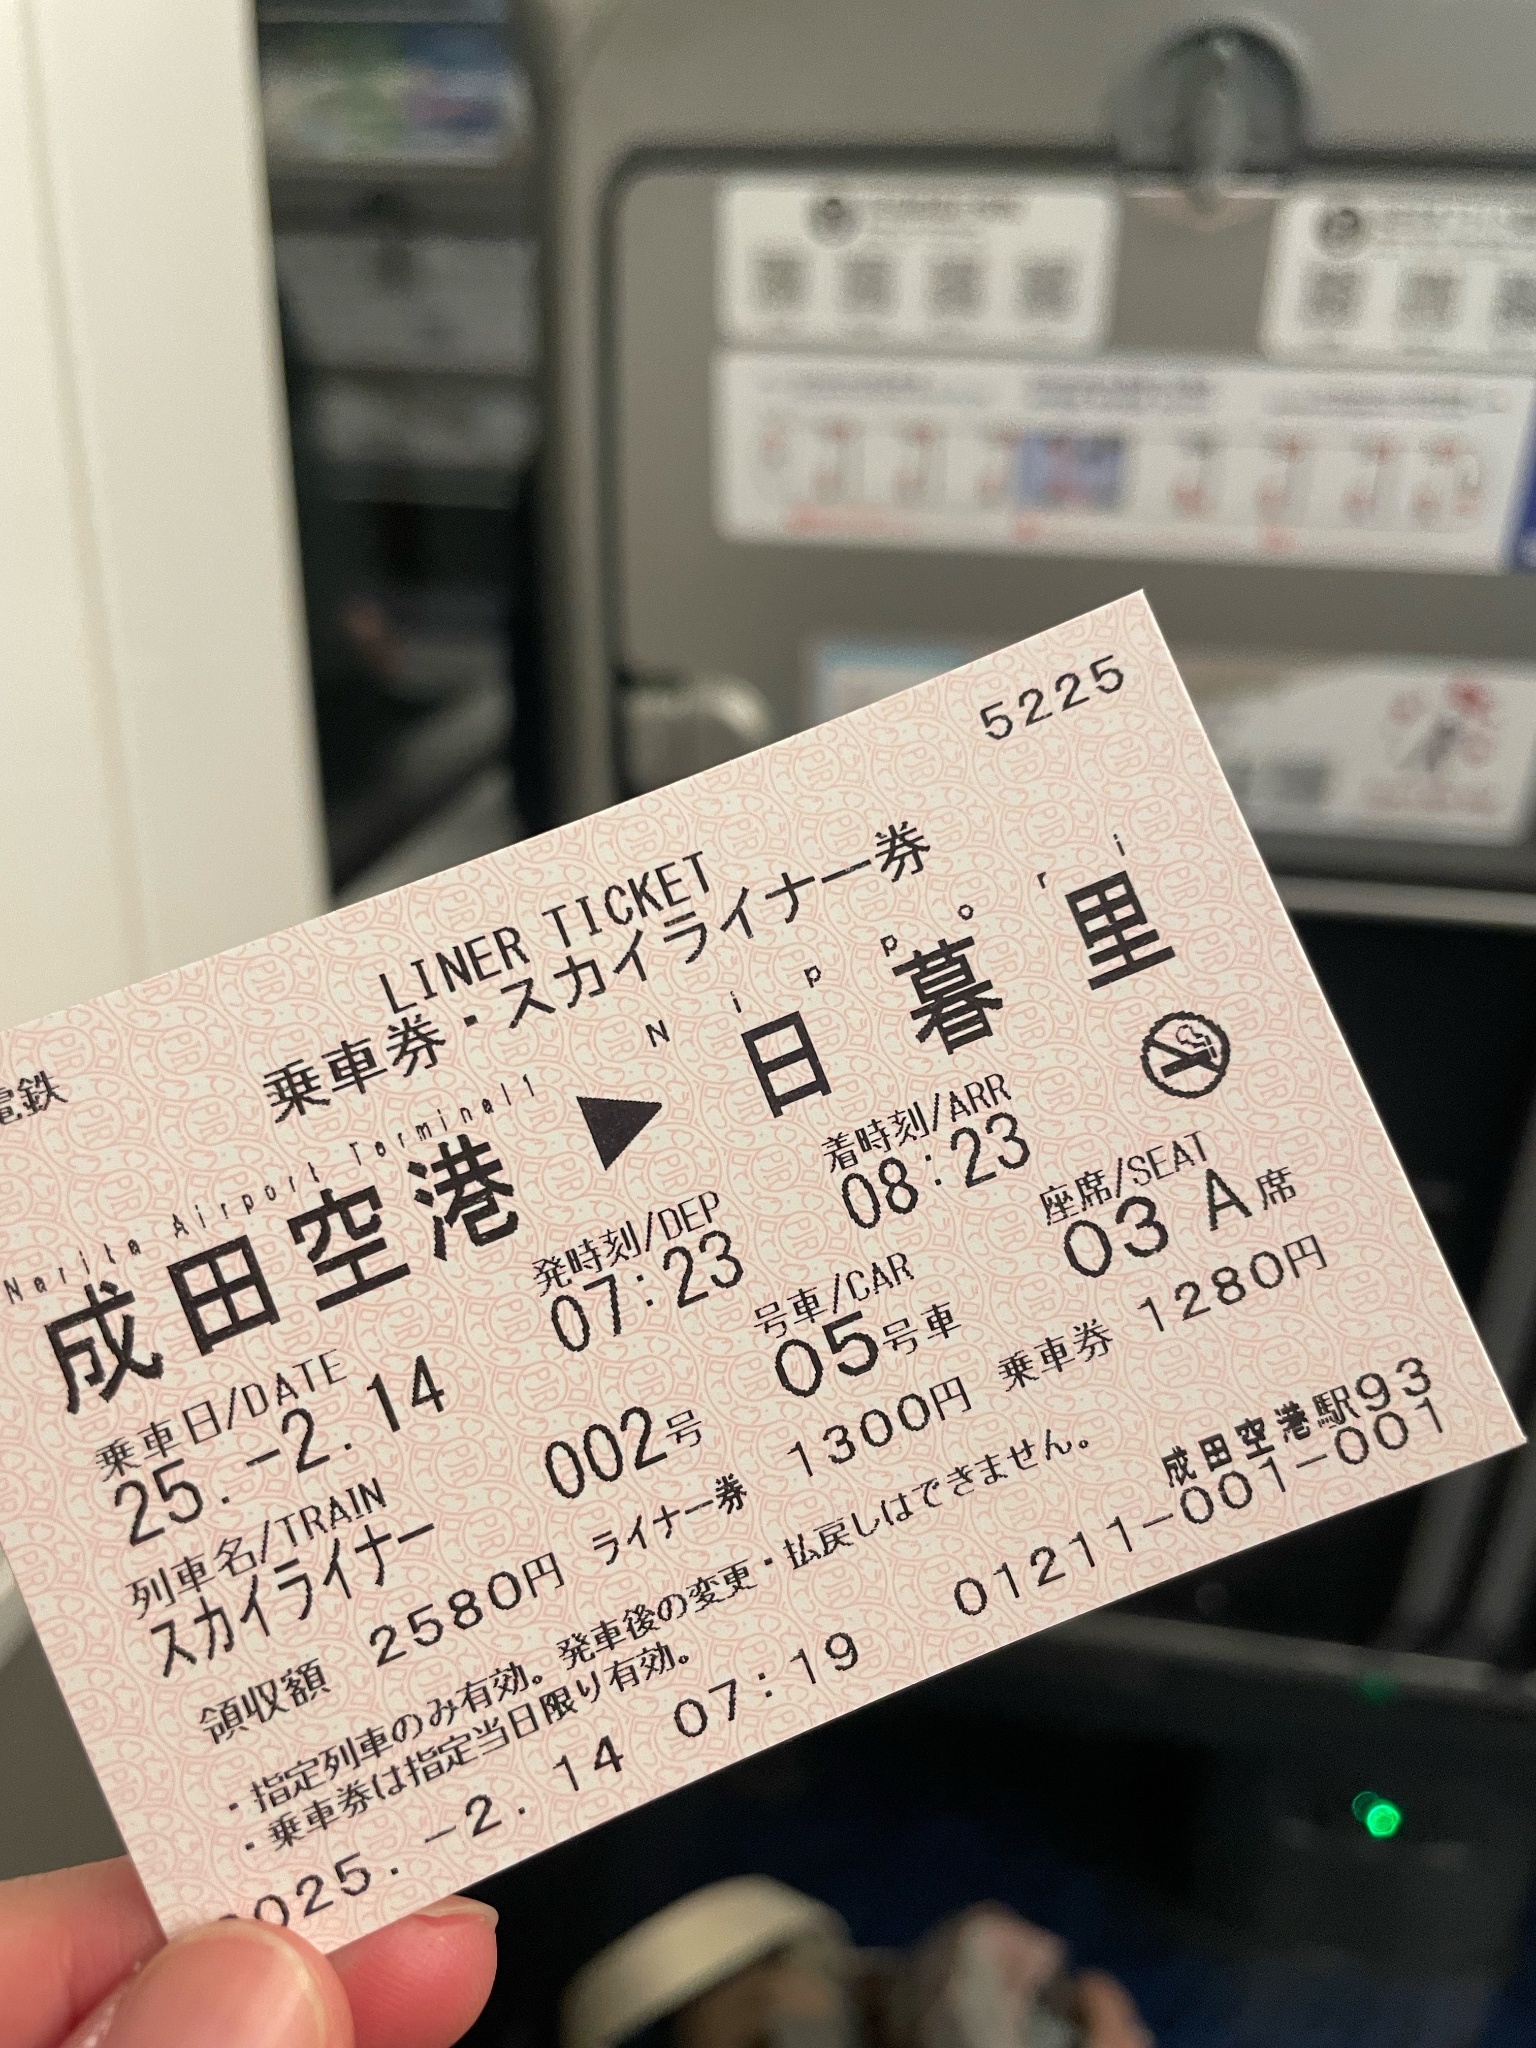 5225
LINER TICKET
電鉄 乗車券・スカイライナー券
Narita Airport Terminal1 Nippori
成田空港 ▶ 日暮里
乗車日/DATE 発時刻/DEP 着時刻/ARR
25.-2.14 07:23 08:23
列車名/TRAIN 号車/CAR 座席/SEAT
スカイライナー 002号 05号車 03 A席
領収額 2580円 ライナー券 1300円 乗車券 1280円
・指定列車のみ有効。発車後の変更・払戻しはできません。
・乗車券は指定当日限り有効。 成田空港駅93
2025.-2.14 07:19 01211-001-001